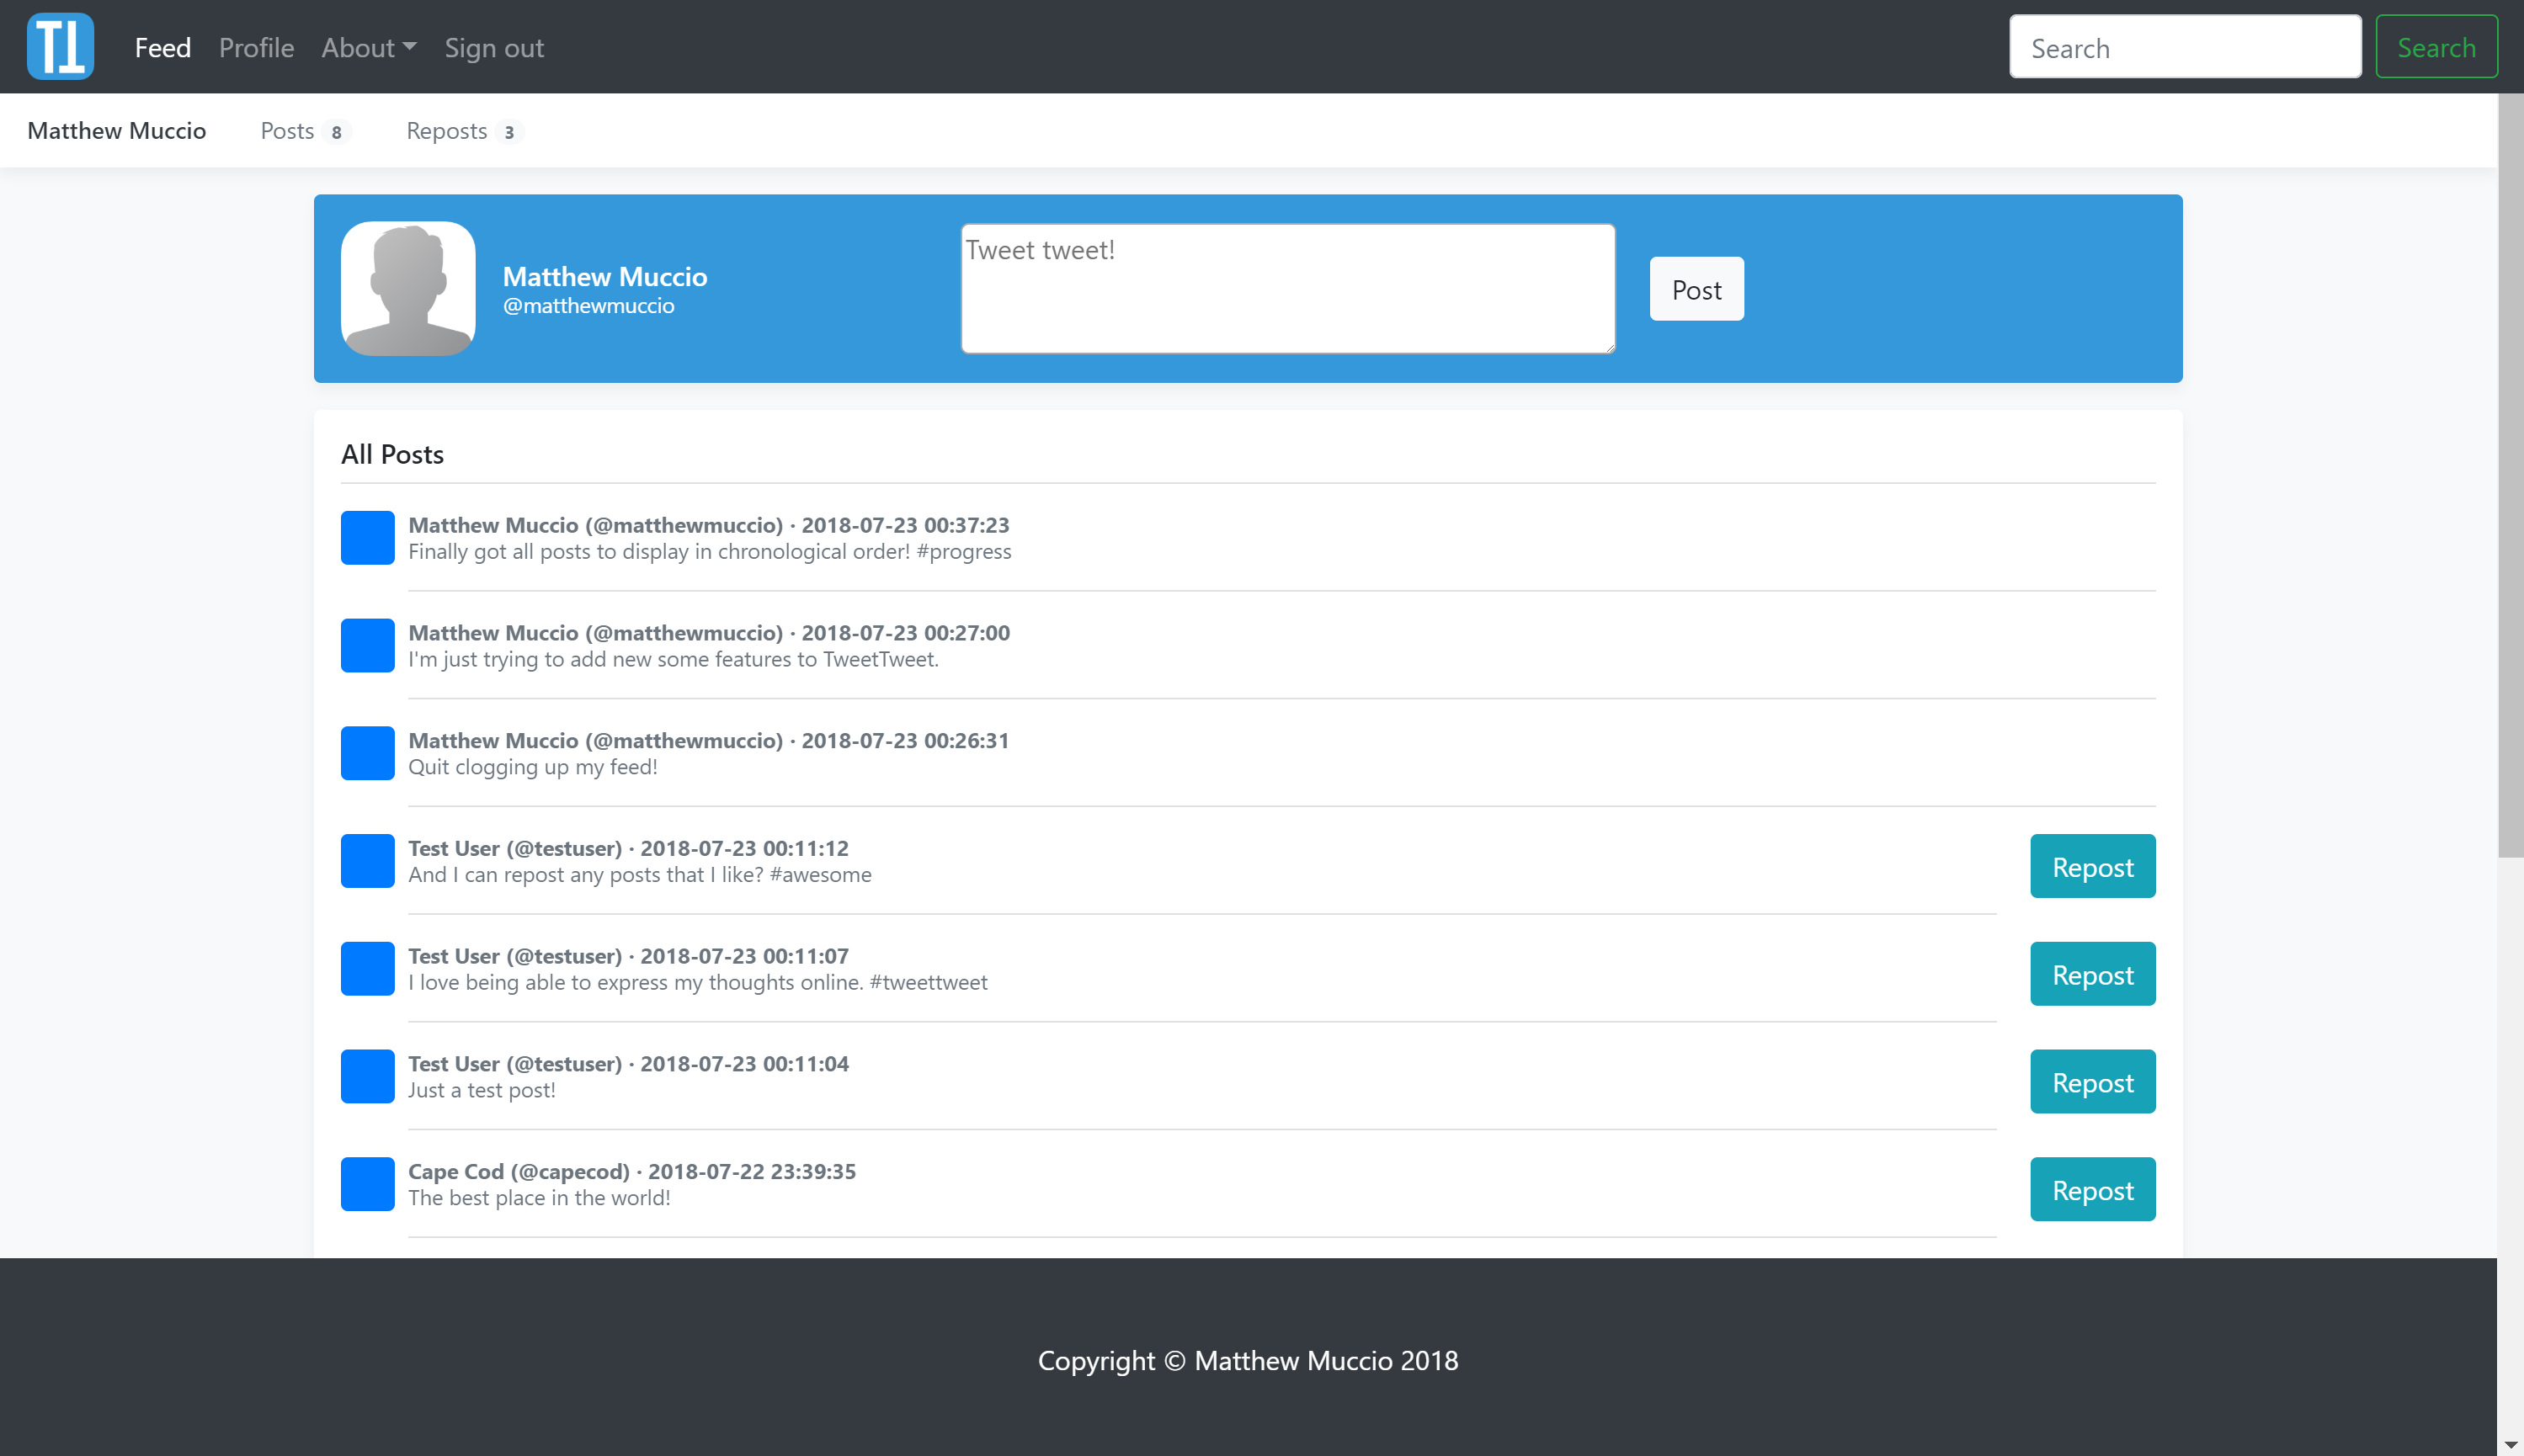 TT
Feed Profile About Sign out Search Search
Matthew Muccio Posts 8 Reposts 3
Matthew Muccio
@matthewmuccio
Tweet tweet!
Post
All Posts
Matthew Muccio (@matthewmuccio) · 2018-07-23 00:37:23
Finally got all posts to display in chronological order! #progress
Matthew Muccio (@matthewmuccio) · 2018-07-23 00:27:00
I'm just trying to add new some features to TweetTweet.
Matthew Muccio (@matthewmuccio) · 2018-07-23 00:26:31
Quit clogging up my feed!
Test User (@testuser) · 2018-07-23 00:11:12
And I can repost any posts that I like? #awesome
Repost
Test User (@testuser) · 2018-07-23 00:11:07
I love being able to express my thoughts online. #tweettweet
Repost
Test User (@testuser) · 2018-07-23 00:11:04
Just a test post!
Repost
Cape Cod (@capecod) · 2018-07-22 23:39:35
The best place in the world!
Repost
Copyright © Matthew Muccio 2018